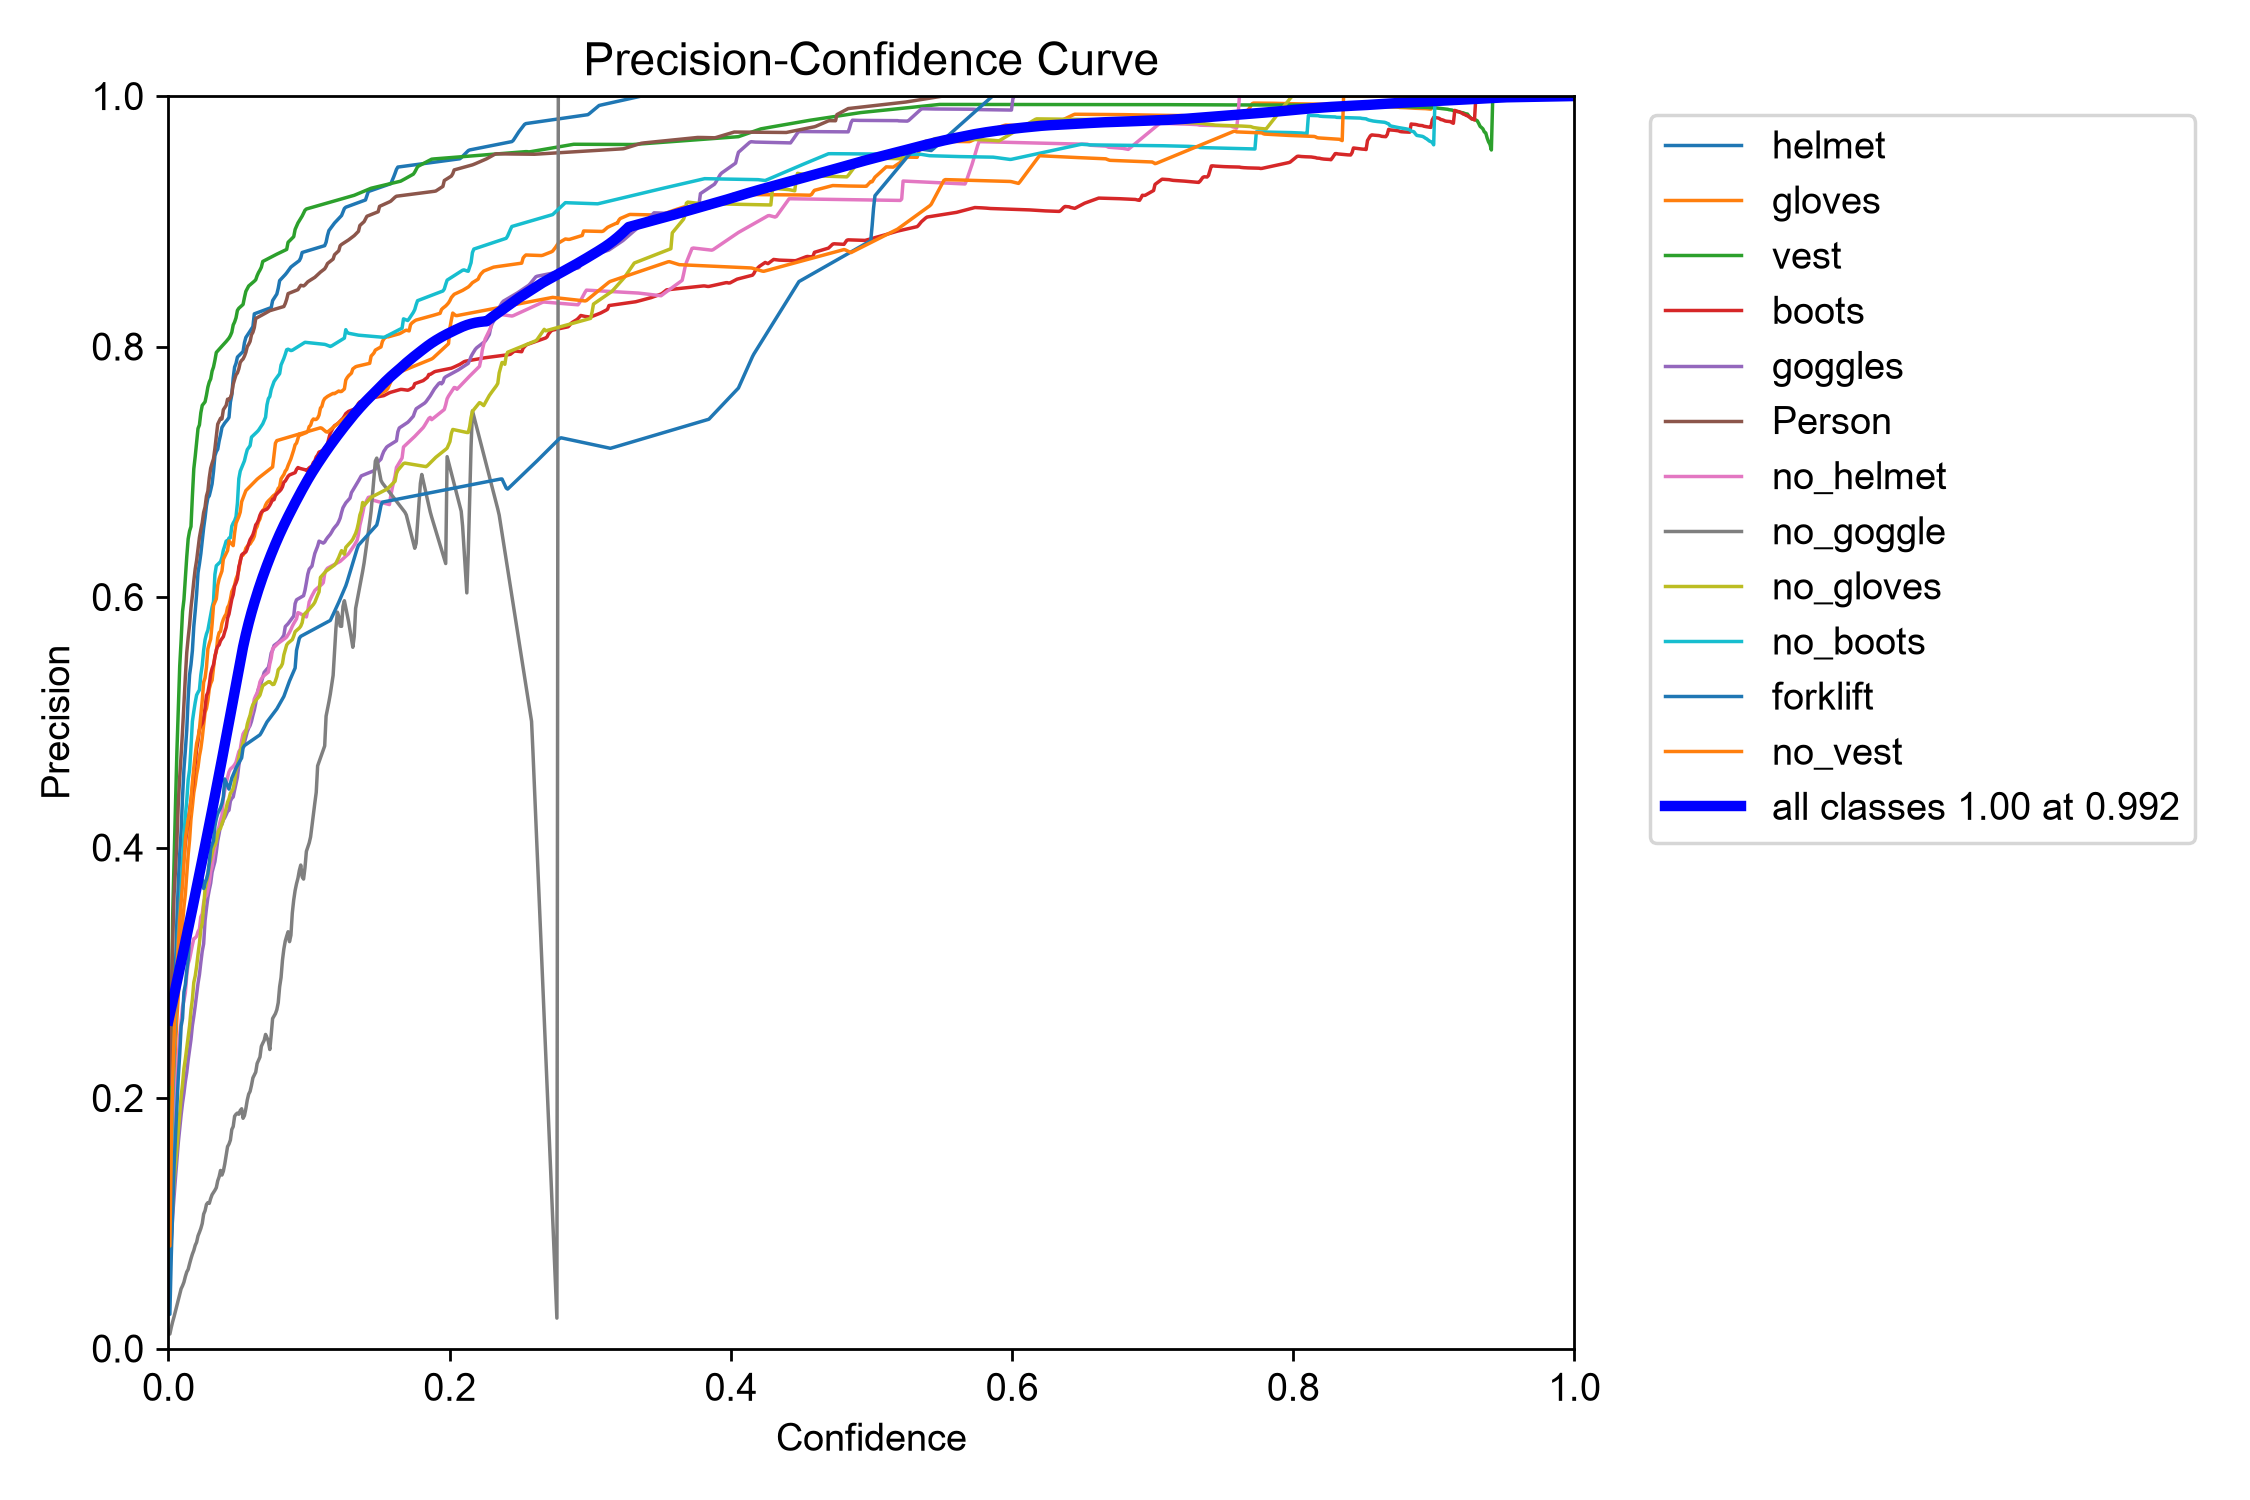 Precision-Confidence Curve
1.0
0.8
0.6
0.4
0.2
0.0
Precision
0.0 0.2 0.4 0.6 0.8 1.0
Confidence
helmet
gloves
vest
boots
goggles
Person
no_helmet
no_goggle
no_gloves
no_boots
forklift
no_vest
all classes 1.00 at 0.992